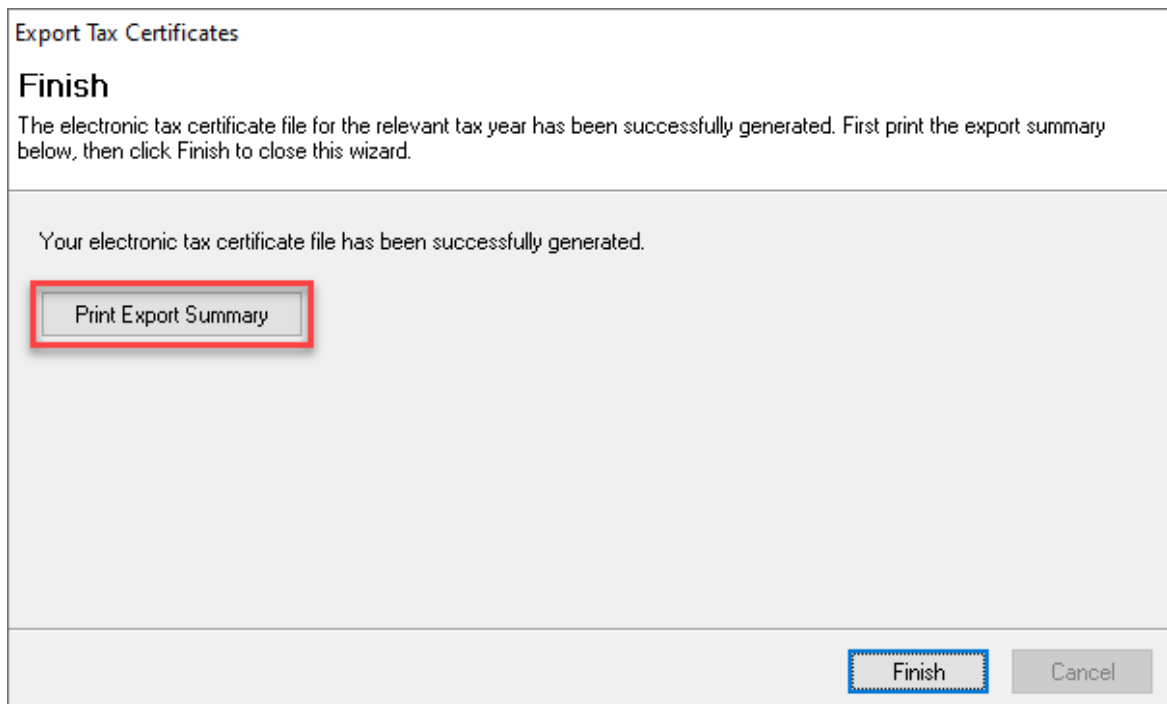 Export Tax Certificates
Finish
The electronic tax certificate file for the relevant tax year has been successfully generated. First print the export summary
below, then click Finish to close this wizard.
Your electronic tax certificate file has been successfully generated.
Print Export Summary
Finish
Cancel